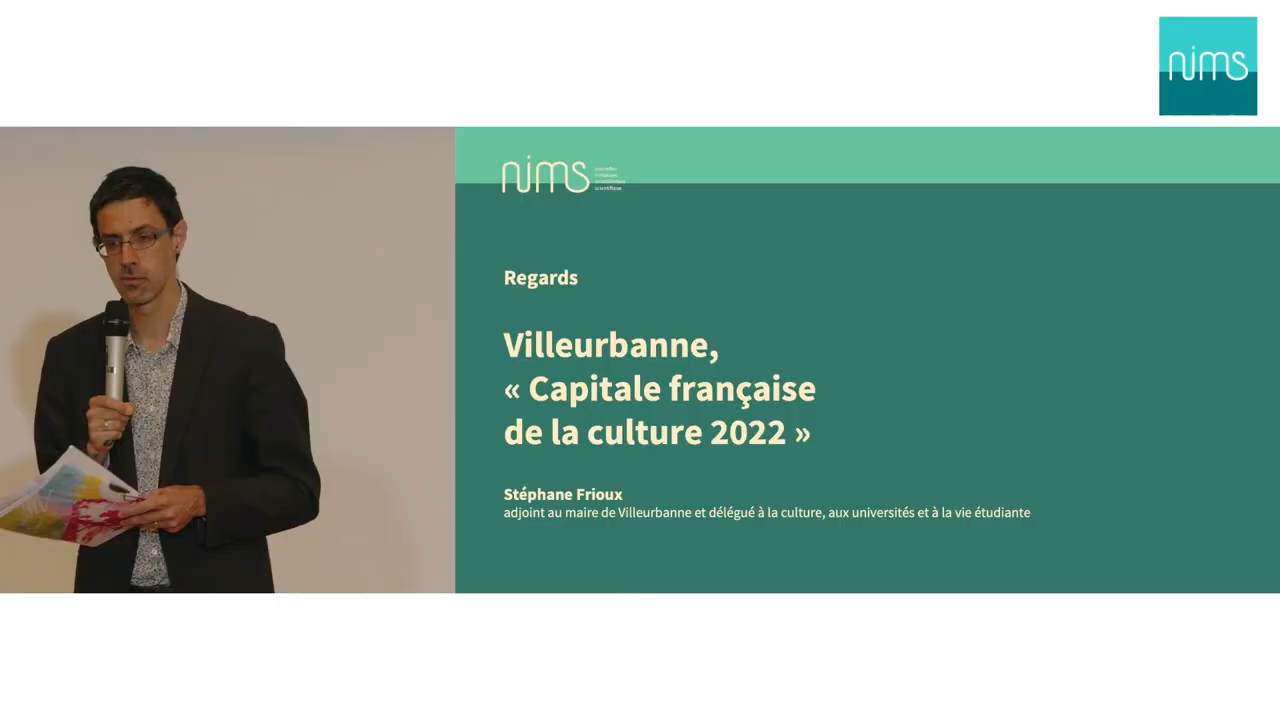 nims
nims
scientifique
Regards
Villeurbanne,
« Capitale française
de la culture 2022 »
Stéphane Frioux
adjoint au maire de Villeurbanne et délégué à la culture, aux universités et à la vie étudiante